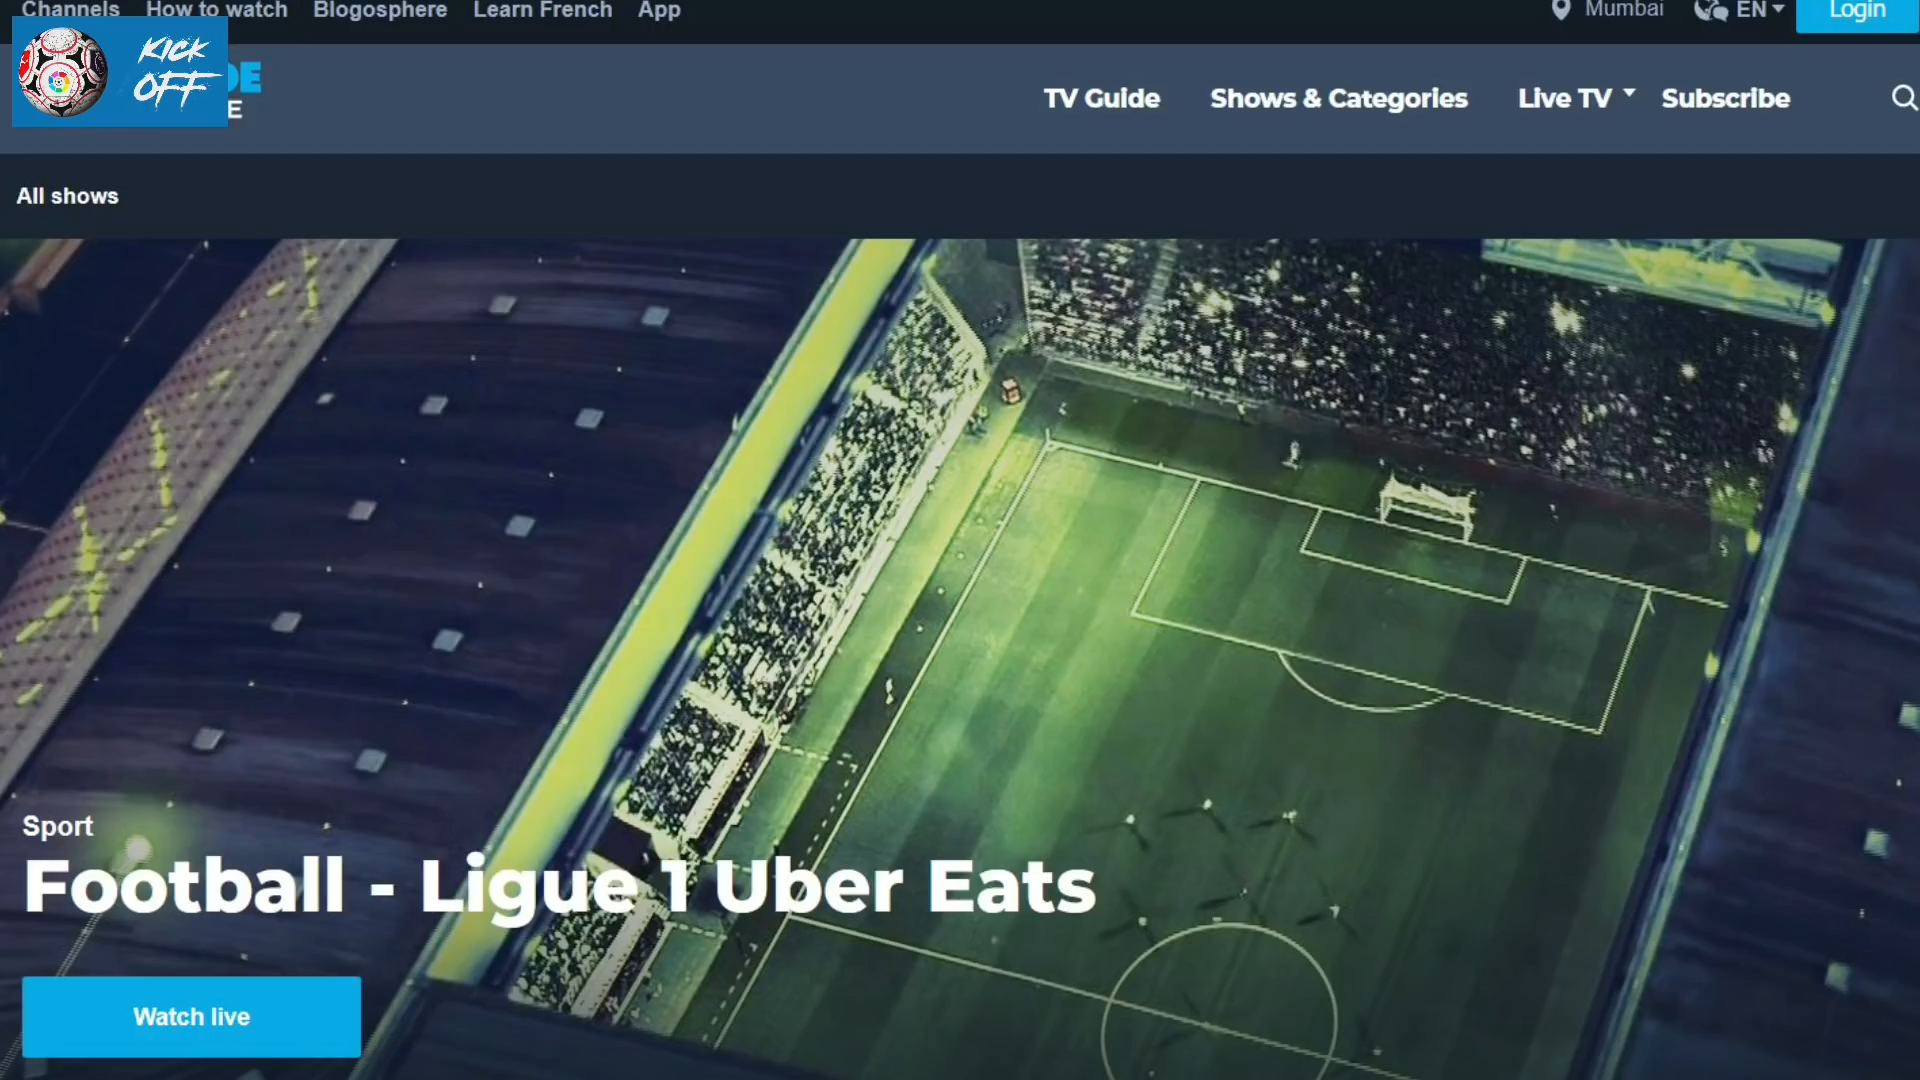 Channels How to watch Blogosphere Learn French App
Mumbai EN Login
KICK
OFF
DE
E
TV Guide Shows & Categories Live TV Subscribe
All shows
Sport
Football - Ligue 1 Uber Eats
Watch live